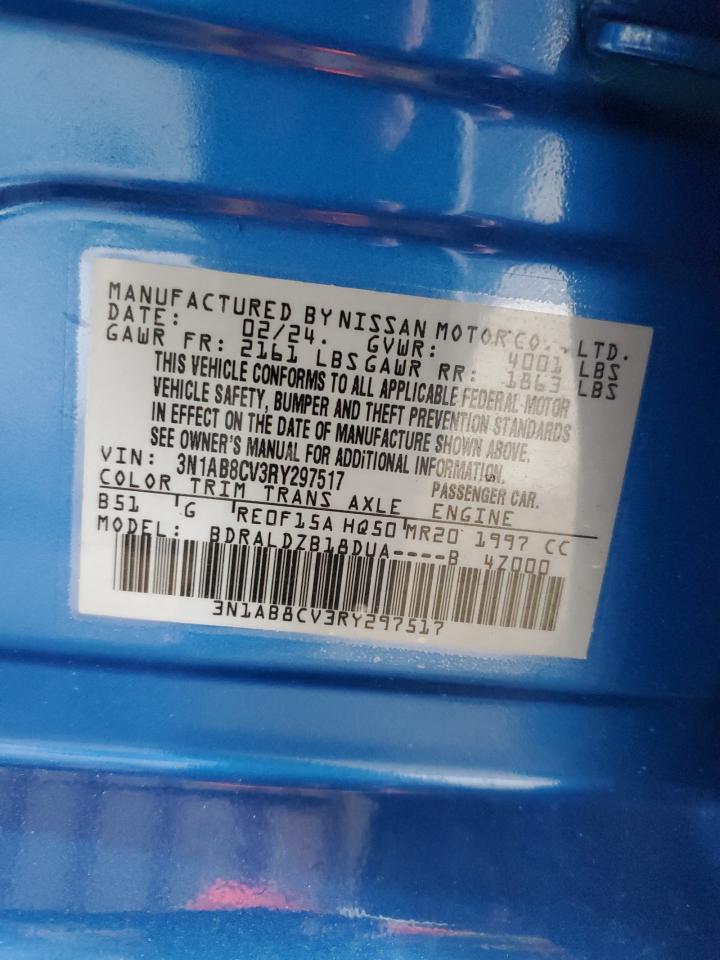 MANUFACTURED BY NISSAN MOTOR CO., LTD.
DATE: 02/24. GVWR: 4001 LBS
GAWR FR: 2161 LBS GAWR RR: 1863 LBS
THIS VEHICLE CONFORMS TO ALL APPLICABLE FEDERAL MOTOR
VEHICLE SAFETY, BUMPER AND THEFT PREVENTION STANDARDS
IN EFFECT ON THE DATE OF MANUFACTURE SHOWN ABOVE.
SEE OWNER'S MANUAL FOR ADDITIONAL INFORMATION.
VIN: 3N1AB8CV3RY297517 PASSENGER CAR.
COLOR TRIM TRANS AXLE ENGINE
B51 G RE0F15A HQ50 MR20 1997 CC
MODEL: BDRALDZB18DUA----B 4Z000
3N1AB8CV3RY297517